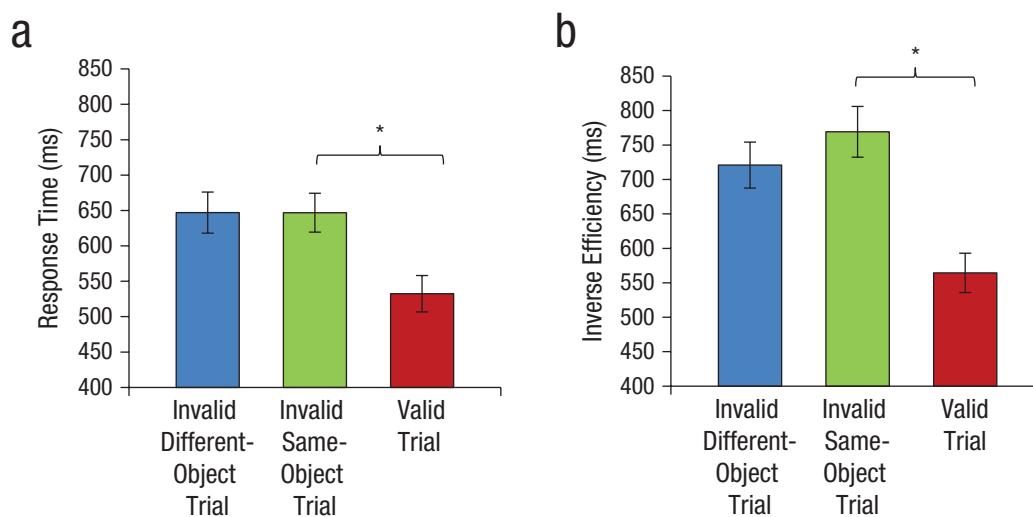 a
Response Time (ms)
850
800
750
700
650
600
550
500
450
400
*
Invalid
Different-
Object
Trial
Invalid
Same-
Object
Trial
Valid
Trial
b
Inverse Efficiency (ms)
850
800
750
700
650
600
550
500
450
400
*
Invalid
Different-
Object
Trial
Invalid
Same-
Object
Trial
Valid
Trial